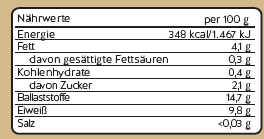 Nährwerte per 100 g
Energie 348 kcal/1.467 kJ
Fett 4,1 g
davon gesättigte Fettsäuren 0,3 g
Kohlenhydrate 0,4 g
davon Zucker 2,1 g
Ballaststoffe 14,7 g
Eiweiß 9,8 g
Salz <0,03 g